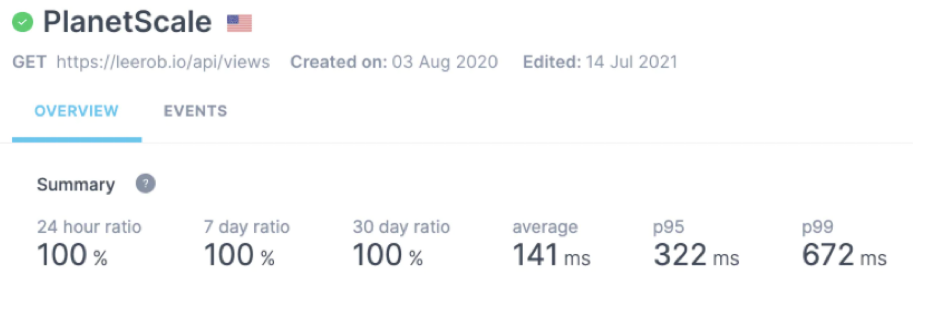 PlanetScale
GET https://leerob.io/api/views Created on: 03 Aug 2020 Edited: 14 Jul 2021
OVERVIEW EVENTS
Summary ?
24 hour ratio 7 day ratio 30 day ratio average p95 p99
100 % 100 % 100 % 141 ms 322 ms 672 ms